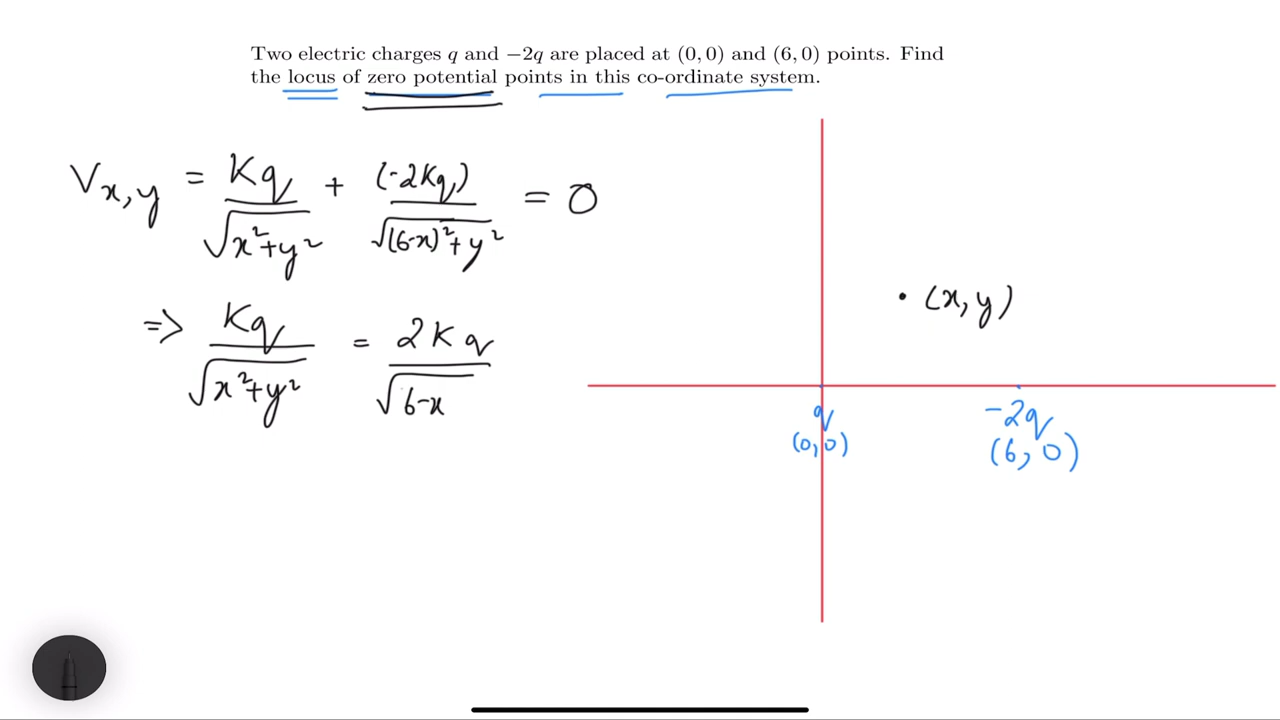 Two electric charges q and −2q are placed at (0, 0) and (6, 0) points. Find
the locus of zero potential points in this co-ordinate system.
V_{x,y} = Kq/√(x²+y²) + (-2Kq)/√((6-x)²+y²) = 0
• (x, y)
=> Kq/√(x²+y²) = 2Kq/√(6-x
q
(0,0)
-2q
(6, 0)